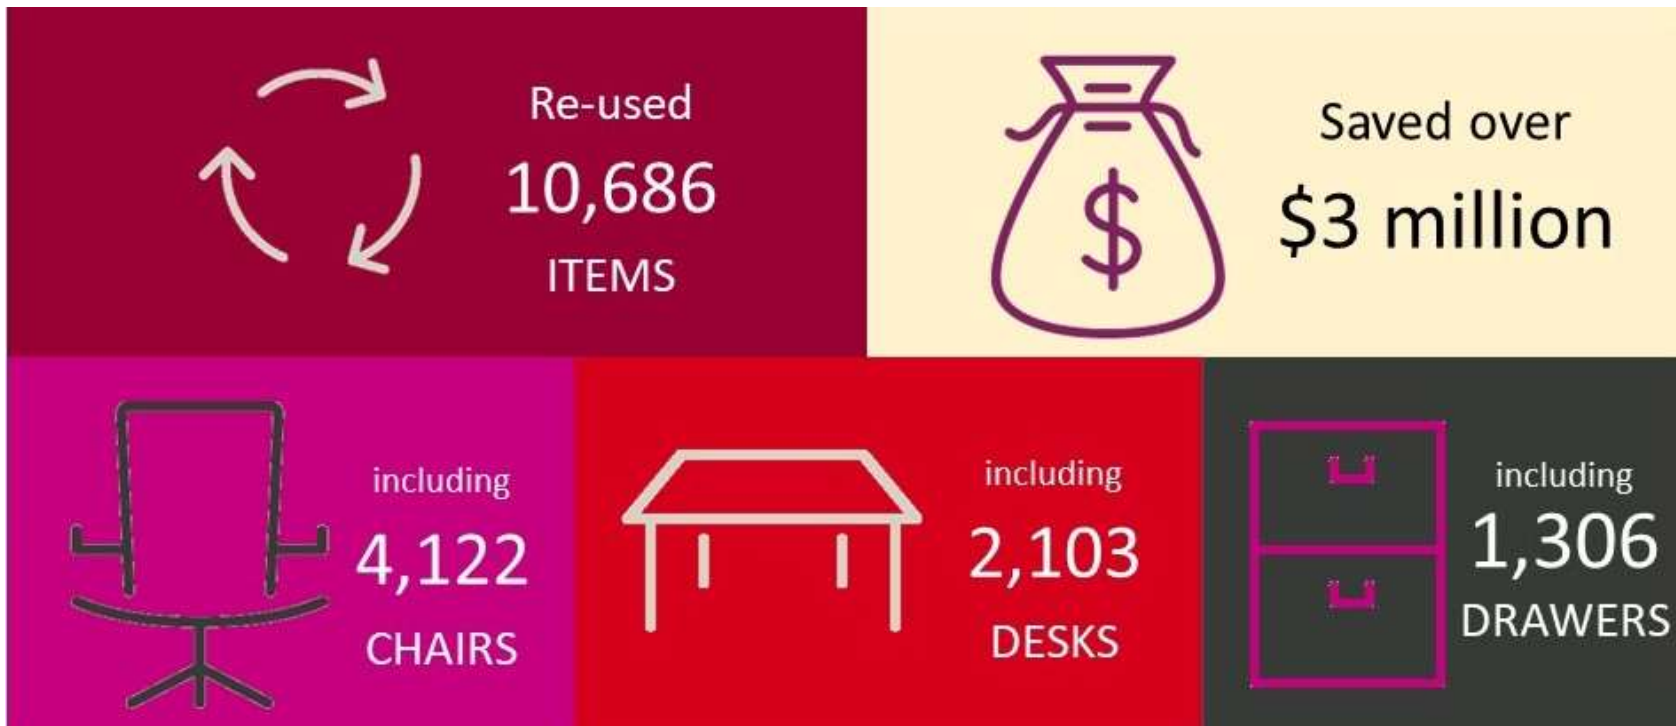 Re-used
10,686
ITEMS
Saved over
$3 million
including
4,122
CHAIRS
including
2,103
DESKS
including
1,306
DRAWERS